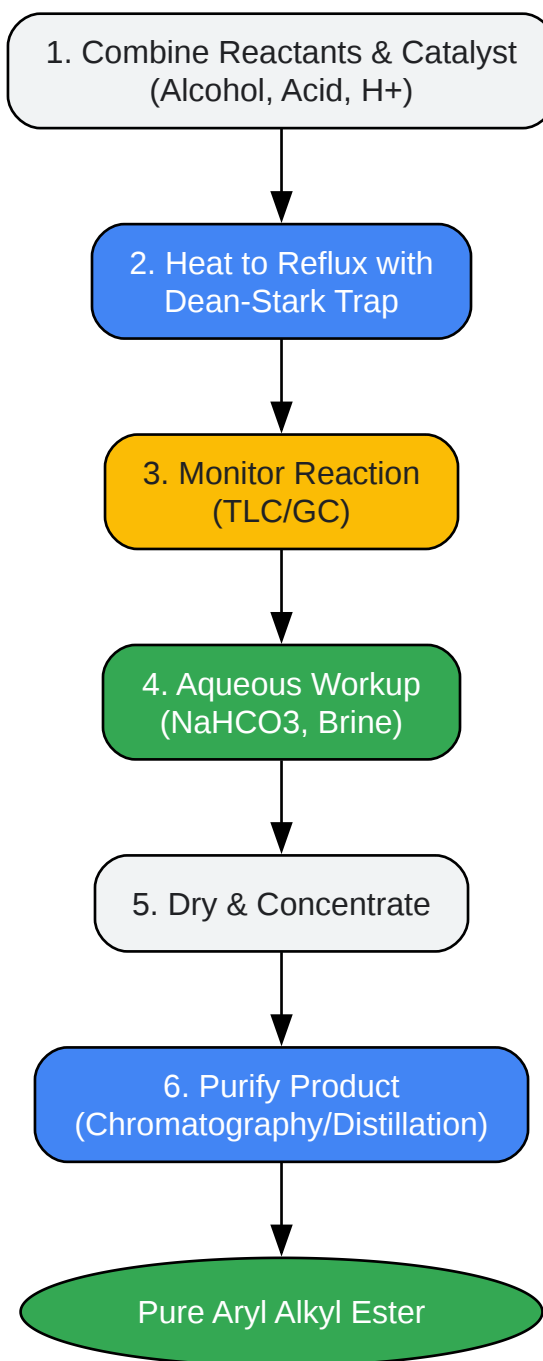 1. Combine Reactants & Catalyst
(Alcohol, Acid, H+)
2. Heat to Reflux with
Dean-Stark Trap
3. Monitor Reaction
(TLC/GC)
4. Aqueous Workup
(NaHCO3, Brine)
5. Dry & Concentrate
6. Purify Product
(Chromatography/Distillation)
Pure Aryl Alkyl Ester